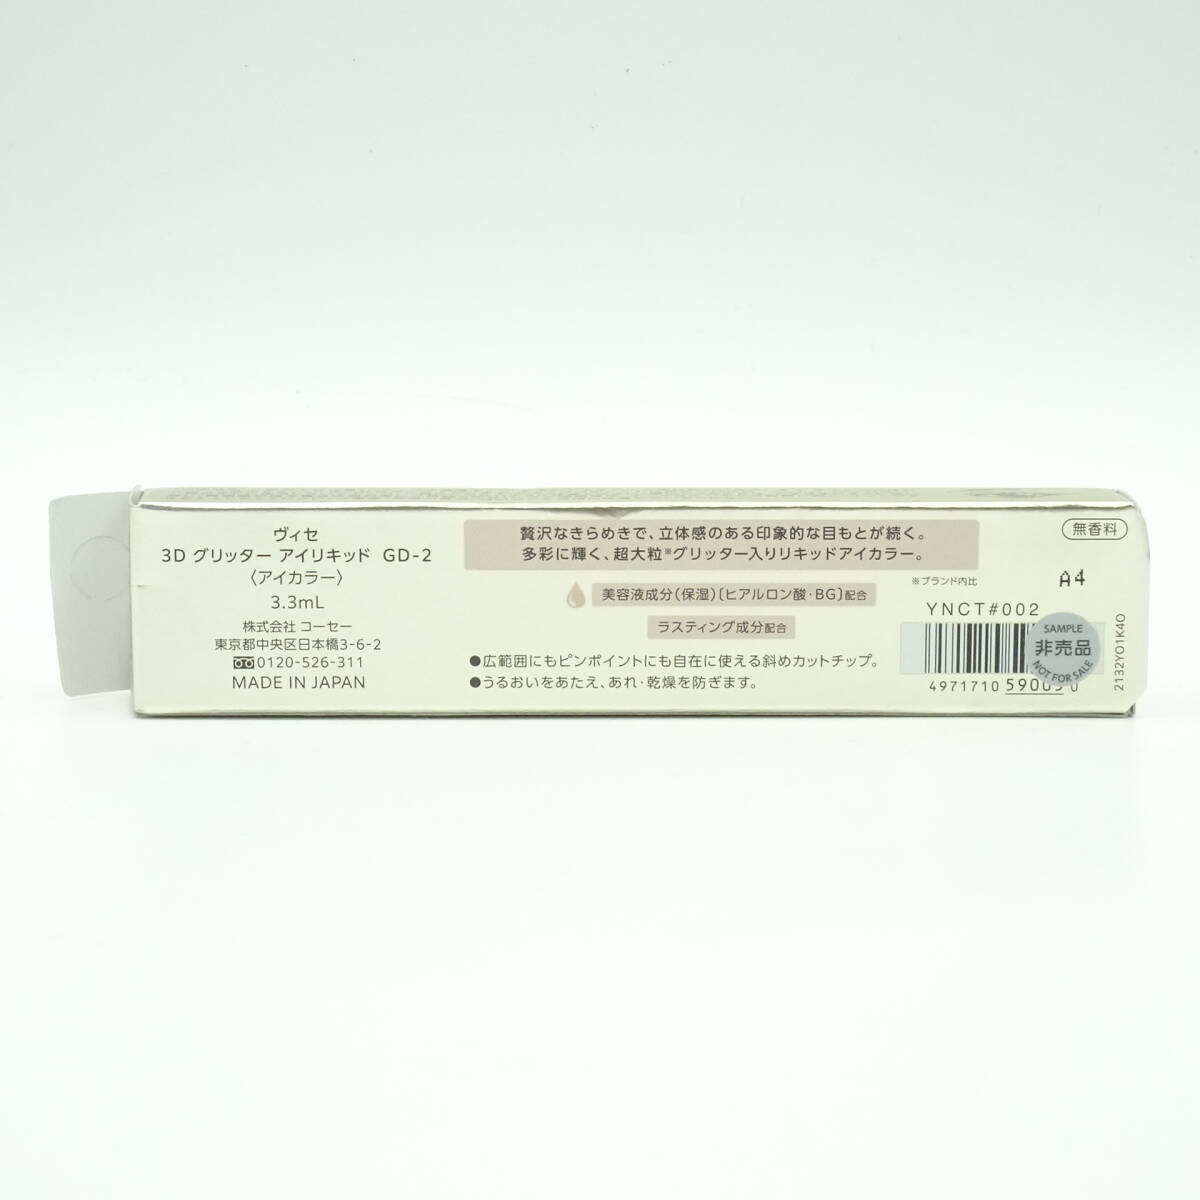 ヴィセ
3D グリッター アイリキッド GD-2
〈アイカラー〉
3.3mL
株式会社 コーセー
東京都中央区日本橋3-6-2
0120-526-311
MADE IN JAPAN
贅沢なきらめきで、立体感のある印象的な目もとが続く。
多彩に輝く、超大粒※グリッター入りリキッドアイカラー。
※ブランド内比
美容液成分(保湿)〔ヒアルロン酸・BG〕配合
ラスティング成分配合
●広範囲にもピンポイントにも自在に使える斜めカットチップ。
●うるおいをあたえ、あれ・乾燥を防ぎます。
無香料
A4
YNCT#002
SAMPLE
非売品
NOT FOR SALE
4971710
2132Y01K40